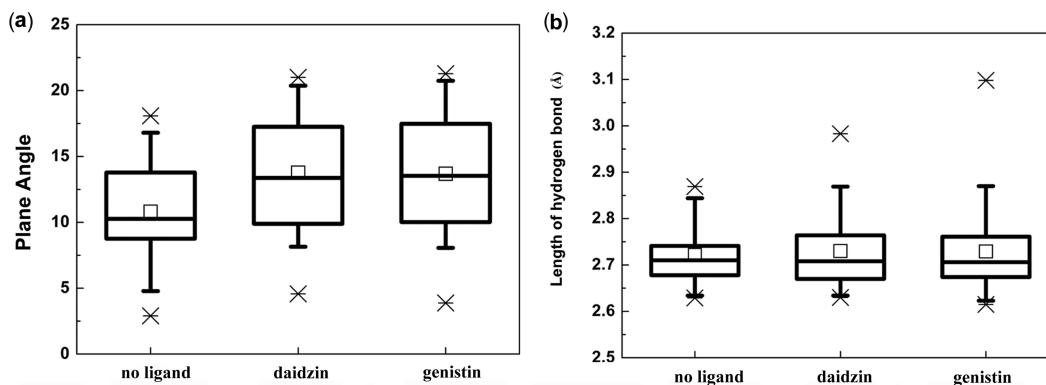 (a)
25
20
15
10
5
0
Plane Angle
no ligand daidzin genistin
(b)
3.2
3.1
3.0
2.9
2.8
2.7
2.6
2.5
Length of hydrogen bond (Å)
no ligand daidzin genistin